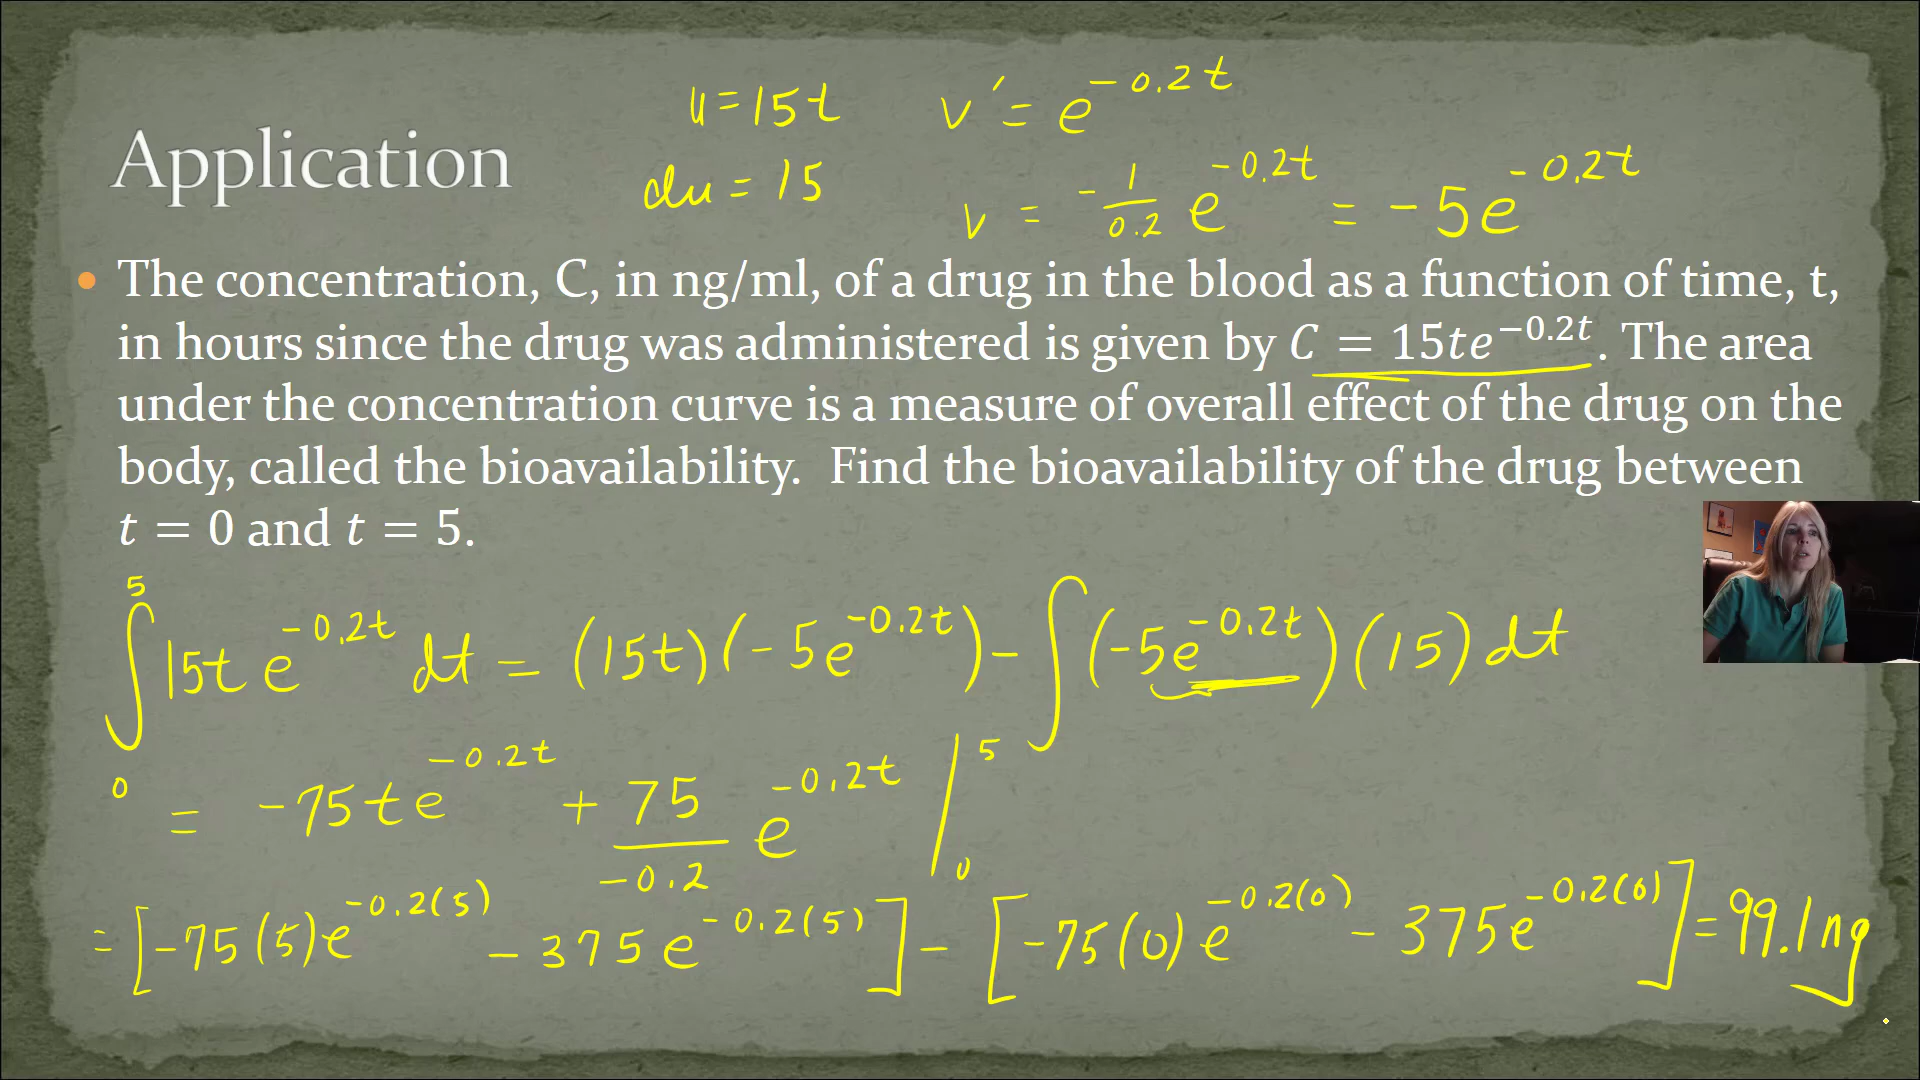 u = 15t v′ = e^{-0.2t}
Application
du = 15 v = -\frac{1}{0.2} e^{-0.2t} = -5e^{-0.2t}
• The concentration, C, in ng/ml, of a drug in the blood as a function of time, t,
in hours since the drug was administered is given by C = 15te^{-0.2t}. The area
under the concentration curve is a measure of overall effect of the drug on the
body, called the bioavailability. Find the bioavailability of the drug between
t = 0 and t = 5.
∫_0^5 15t e^{-0.2t} dt = (15t)(-5e^{-0.2t}) - ∫(-5e^{-0.2t})(15) dt
= -75te^{-0.2t} + \frac{75}{-0.2} e^{-0.2t} |_0^5
= [-75(5)e^{-0.2(5)} - 375e^{-0.2(5)}] - [-75(0)e^{-0.2(0)} - 375e^{-0.2(0)}] = 99.1 ng